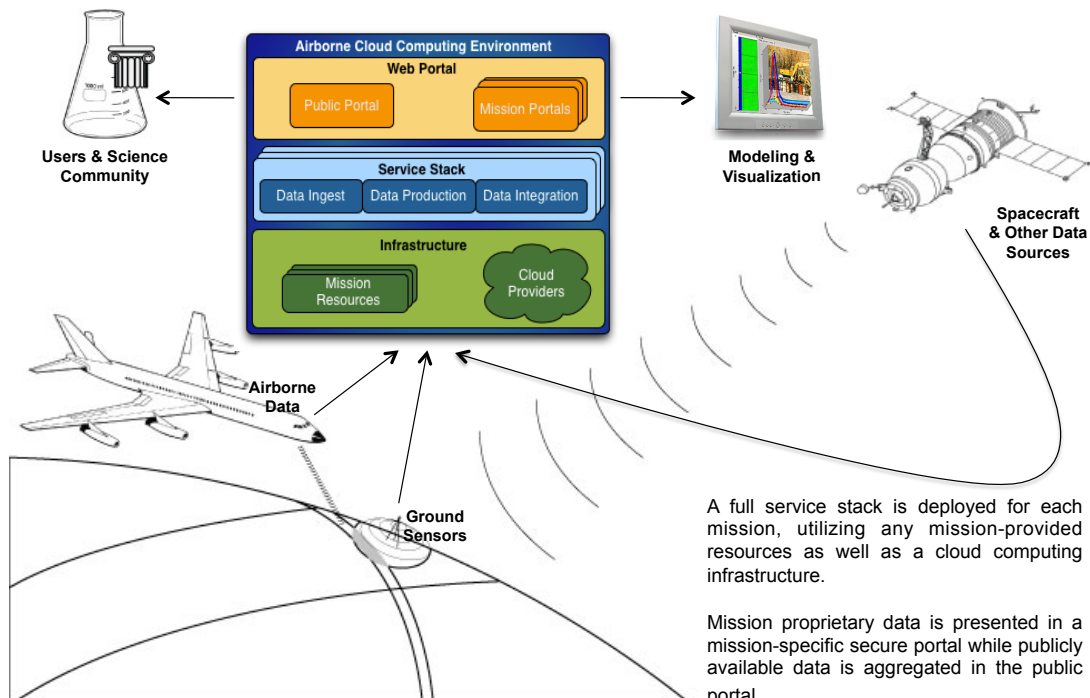 Airborne Cloud Computing Environment
Web Portal
Public Portal
Mission Portals
Service Stack
Data Ingest
Data Production
Data Integration
Infrastructure
Mission
Resources
Cloud
Providers
Users & Science
Community
Modeling &
Visualization
Spacecraft
& Other Data
Sources
Airborne
Data
Ground
Sensors
A full service stack is deployed for each
mission, utilizing any mission-provided
resources as well as a cloud computing
infrastructure.
Mission proprietary data is presented in a
mission-specific secure portal while publicly
available data is aggregated in the public
portal